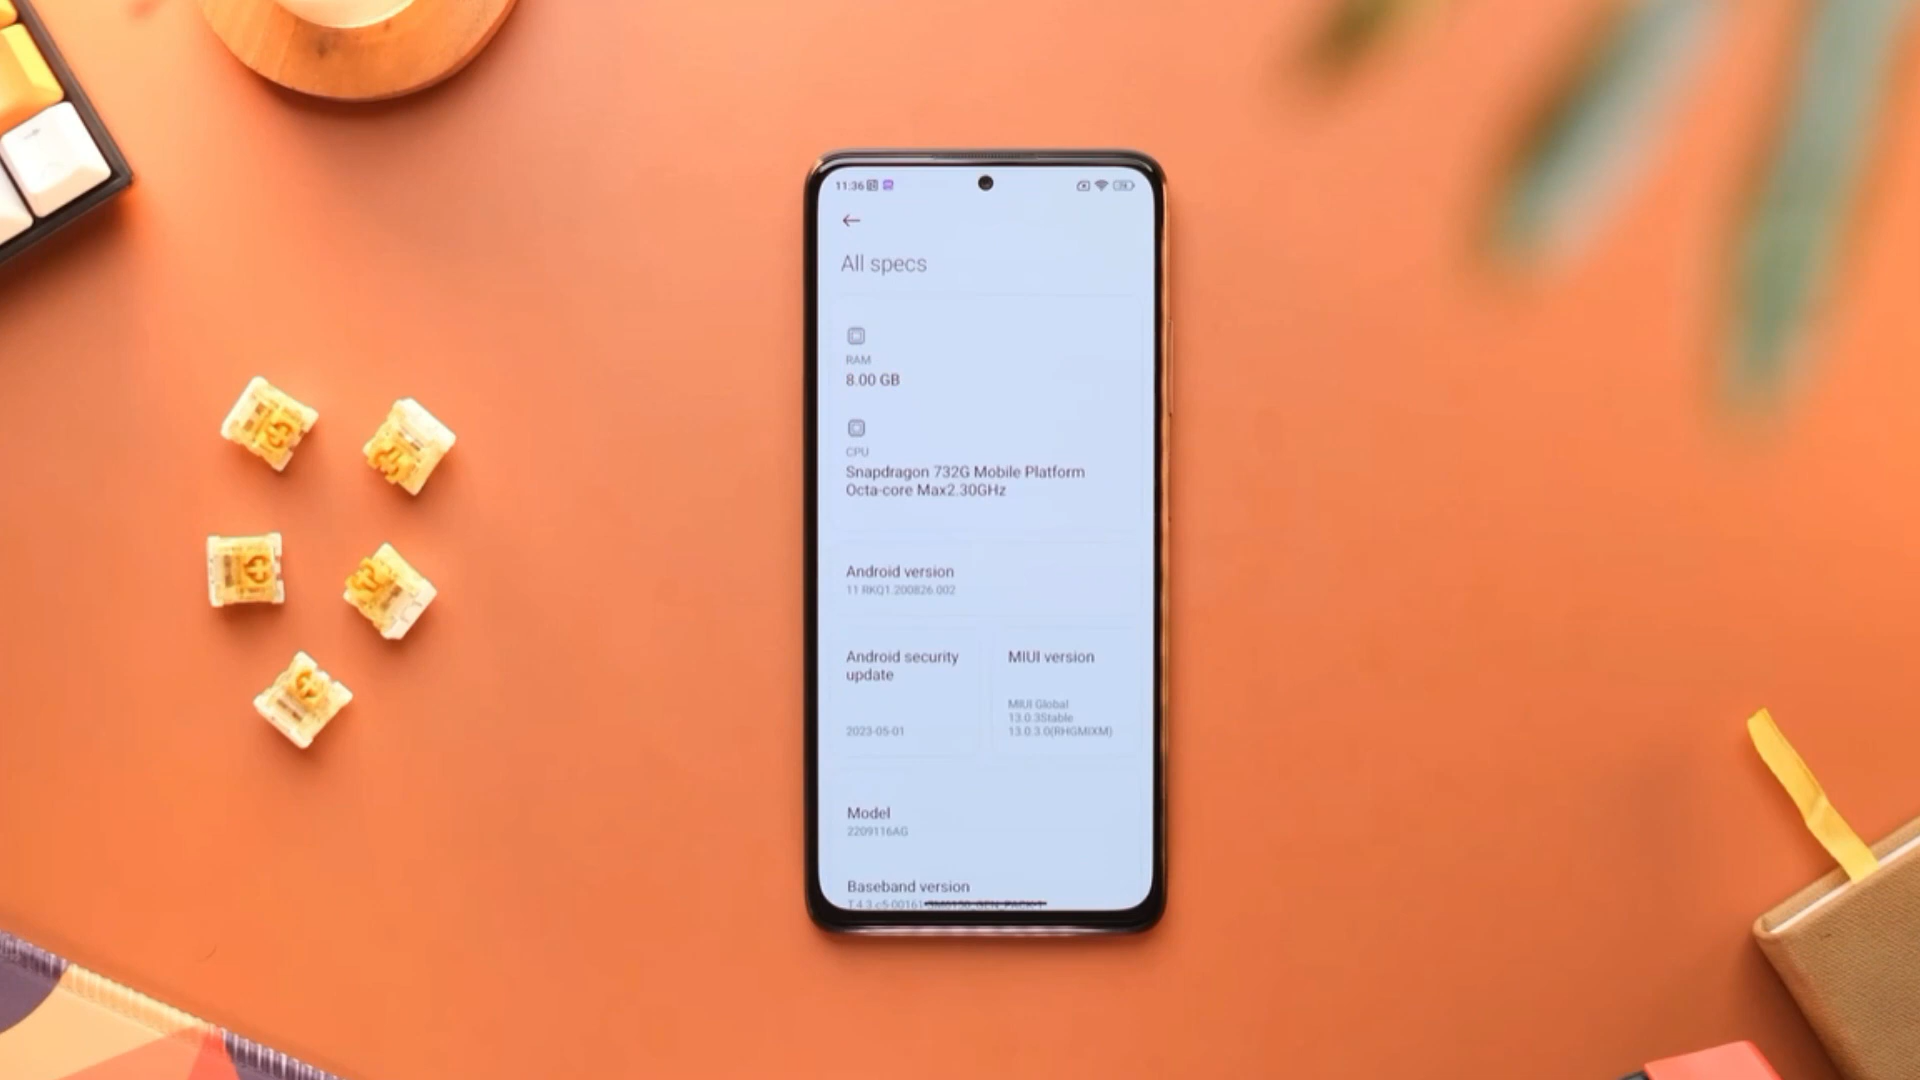 11:36
All specs
RAM
8.00 GB
CPU
Snapdragon 732G Mobile Platform
Octa-core Max2.30GHz
Android version
11 RKQ1.200826.002
Android security
update
2023-05-01
MIUI version
MIUI Global
13.0.3Stable
13.0.3.0(RHGMIXM)
Model
2209116AG
Baseband version